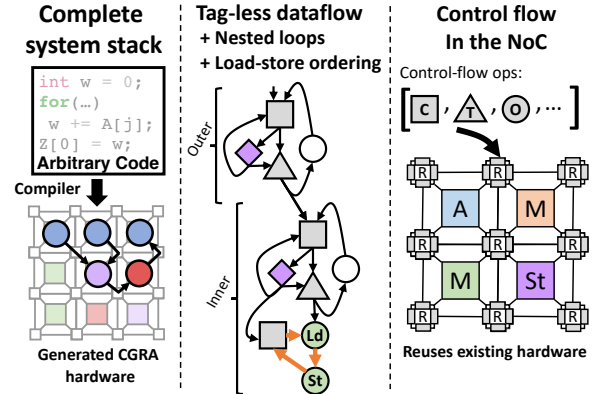 Complete
system stack
int w = 0;
for(…)
w += A[j];
Z[0] = w;
Arbitrary Code
Compiler
Generated CGRA
hardware
Tag-less dataflow
+ Nested loops
+ Load-store ordering
Outer
Inner
Ld
St
Control flow
In the NoC
Control-flow ops:
[ C , T , O , … ]
R R R
A M
R R R
M St
R R R
Reuses existing hardware